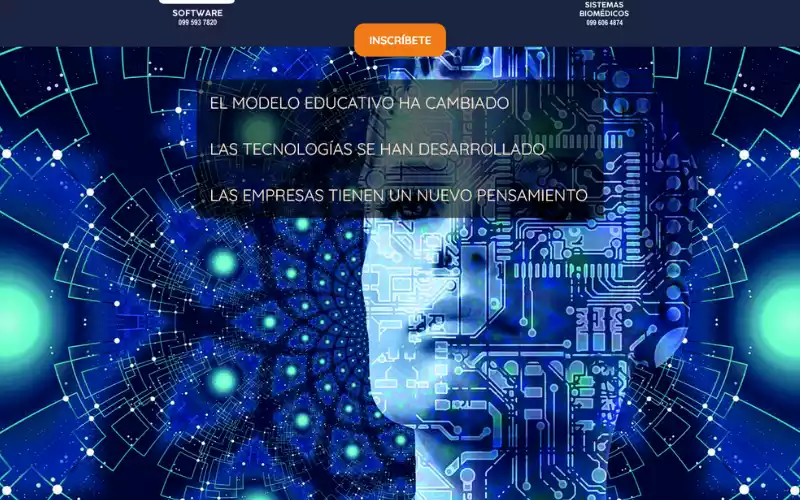 SOFTWARE
099 593 7820
SISTEMAS
BIOMÉDICOS
099 606 4874
INSCRÍBETE
EL MODELO EDUCATIVO HA CAMBIADO
LAS TECNOLOGÍAS SE HAN DESARROLLADO
LAS EMPRESAS TIENEN UN NUEVO PENSAMIENTO